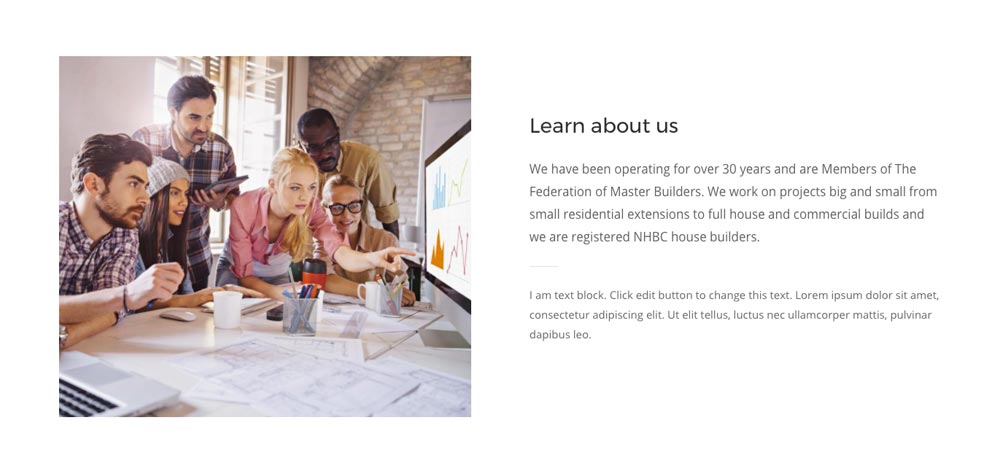 Learn about us
We have been operating for over 30 years and are Members of The
Federation of Master Builders. We work on projects big and small from
small residential extensions to full house and commercial builds and
we are registered NHBC house builders.
I am text block. Click edit button to change this text. Lorem ipsum dolor sit amet,
consectetur adipiscing elit. Ut elit tellus, luctus nec ullamcorper mattis, pulvinar
dapibus leo.